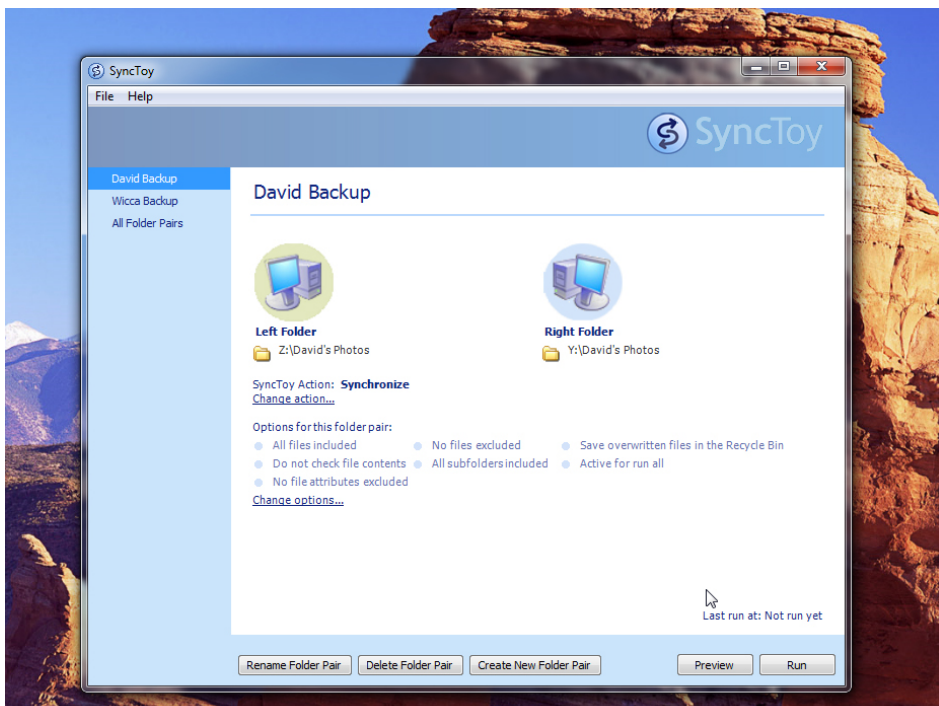 SyncToy
File Help
SyncToy
David Backup
Wicca Backup
All Folder Pairs
David Backup
Left Folder
Z:\David's Photos
Right Folder
Y:\David's Photos
SyncToy Action: Synchronize
Change action...
Options for this folder pair:
All files included No files excluded Save overwritten files in the Recycle Bin
Do not check file contents All subfolders included Active for run all
No file attributes excluded
Change options...
Last run at: Not run yet
Rename Folder Pair Delete Folder Pair Create New Folder Pair Preview Run